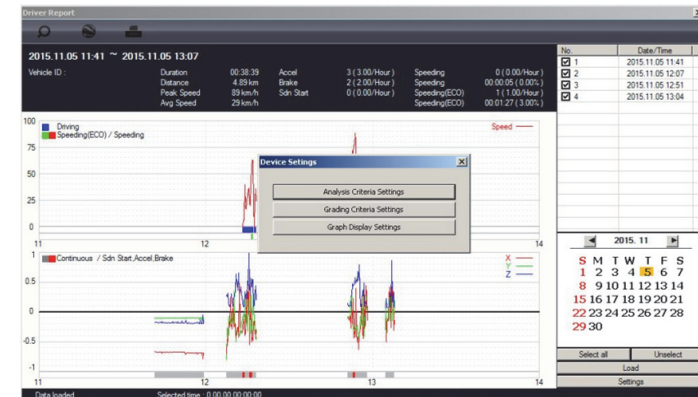 Driver Report
2015.11.05 11:41 ~ 2015.11.05 13:07
Vehicle ID :
Duration 00:38:39 Accel 3 ( 3.00/Hour ) Speeding 0 ( 0.00/Hour )
Distance 4.89 km Brake 2 ( 2.00/Hour ) Speeding 00:00:05 ( 0.00% )
Peak Speed 89 km/h Sdn Start 0 ( 0.00/Hour ) Speeding(ECO) 1 ( 1.00/Hour )
Avg Speed 29 km/h Speeding(ECO) 00:01:27 ( 3.00% )
No. Date/Time
1 2015.11.05 11:41
2 2015.11.05 12:07
3 2015.11.05 12:51
4 2015.11.05 13:04
100
Driving
Speeding(ECO) / Speeding
Speed
75
50
25
0
11 12 14
Device Setings
Analysis Criteria Settings
Grading Criteria Settings
Graph Display Settings
1
Continuous / Sdn Start,Accel,Brake
X
Y
Z
0.5
0
-0.5
-1
11 12 13 14
2015. 11
S M T W T F S
1 2 3 4 5 6 7
8 9 10 11 12 13 14
15 16 17 18 19 20 21
22 23 24 25 26 27 28
29 30
Select all Unselect
Load
Settings
Data loaded Selected time : 0.00.00 00:00:00